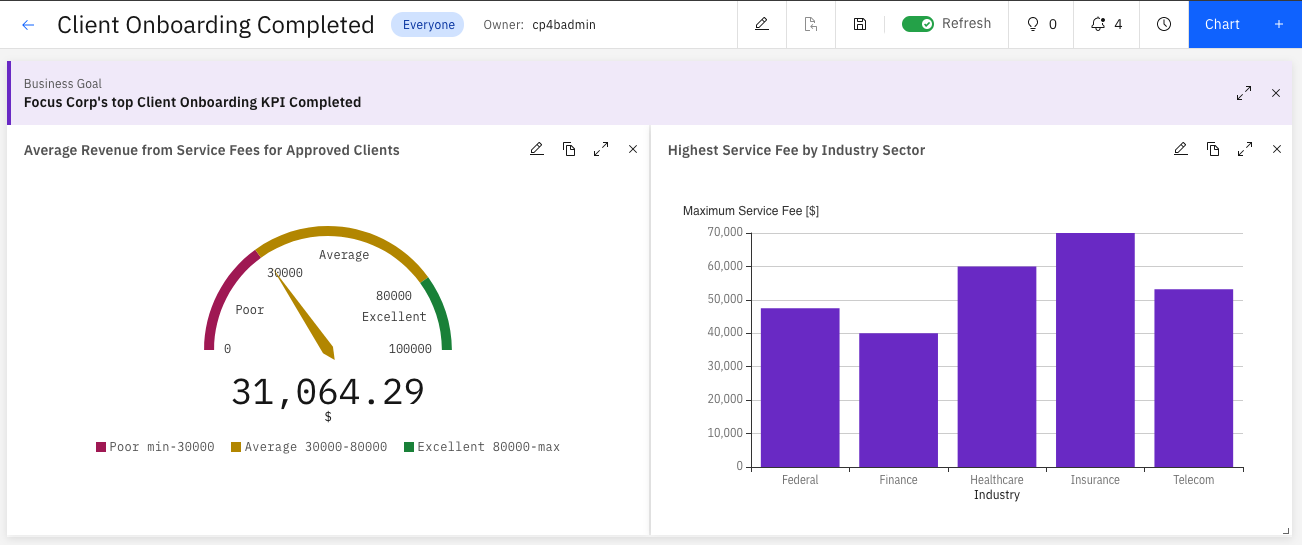 Client Onboarding Completed
Everyone
Owner: cp4badmin
Refresh
0
4
Chart +
Business Goal
Focus Corp's top Client Onboarding KPI Completed
Average Revenue from Service Fees for Approved Clients
Average
30000
80000
Poor
Excellent
0
100000
31,064.29
$
Poor min-30000
Average 30000-80000
Excellent 80000-max
Highest Service Fee by Industry Sector
Maximum Service Fee [$]
70,000
60,000
50,000
40,000
30,000
20,000
10,000
0
Federal
Finance
Healthcare
Insurance
Telecom
Industry